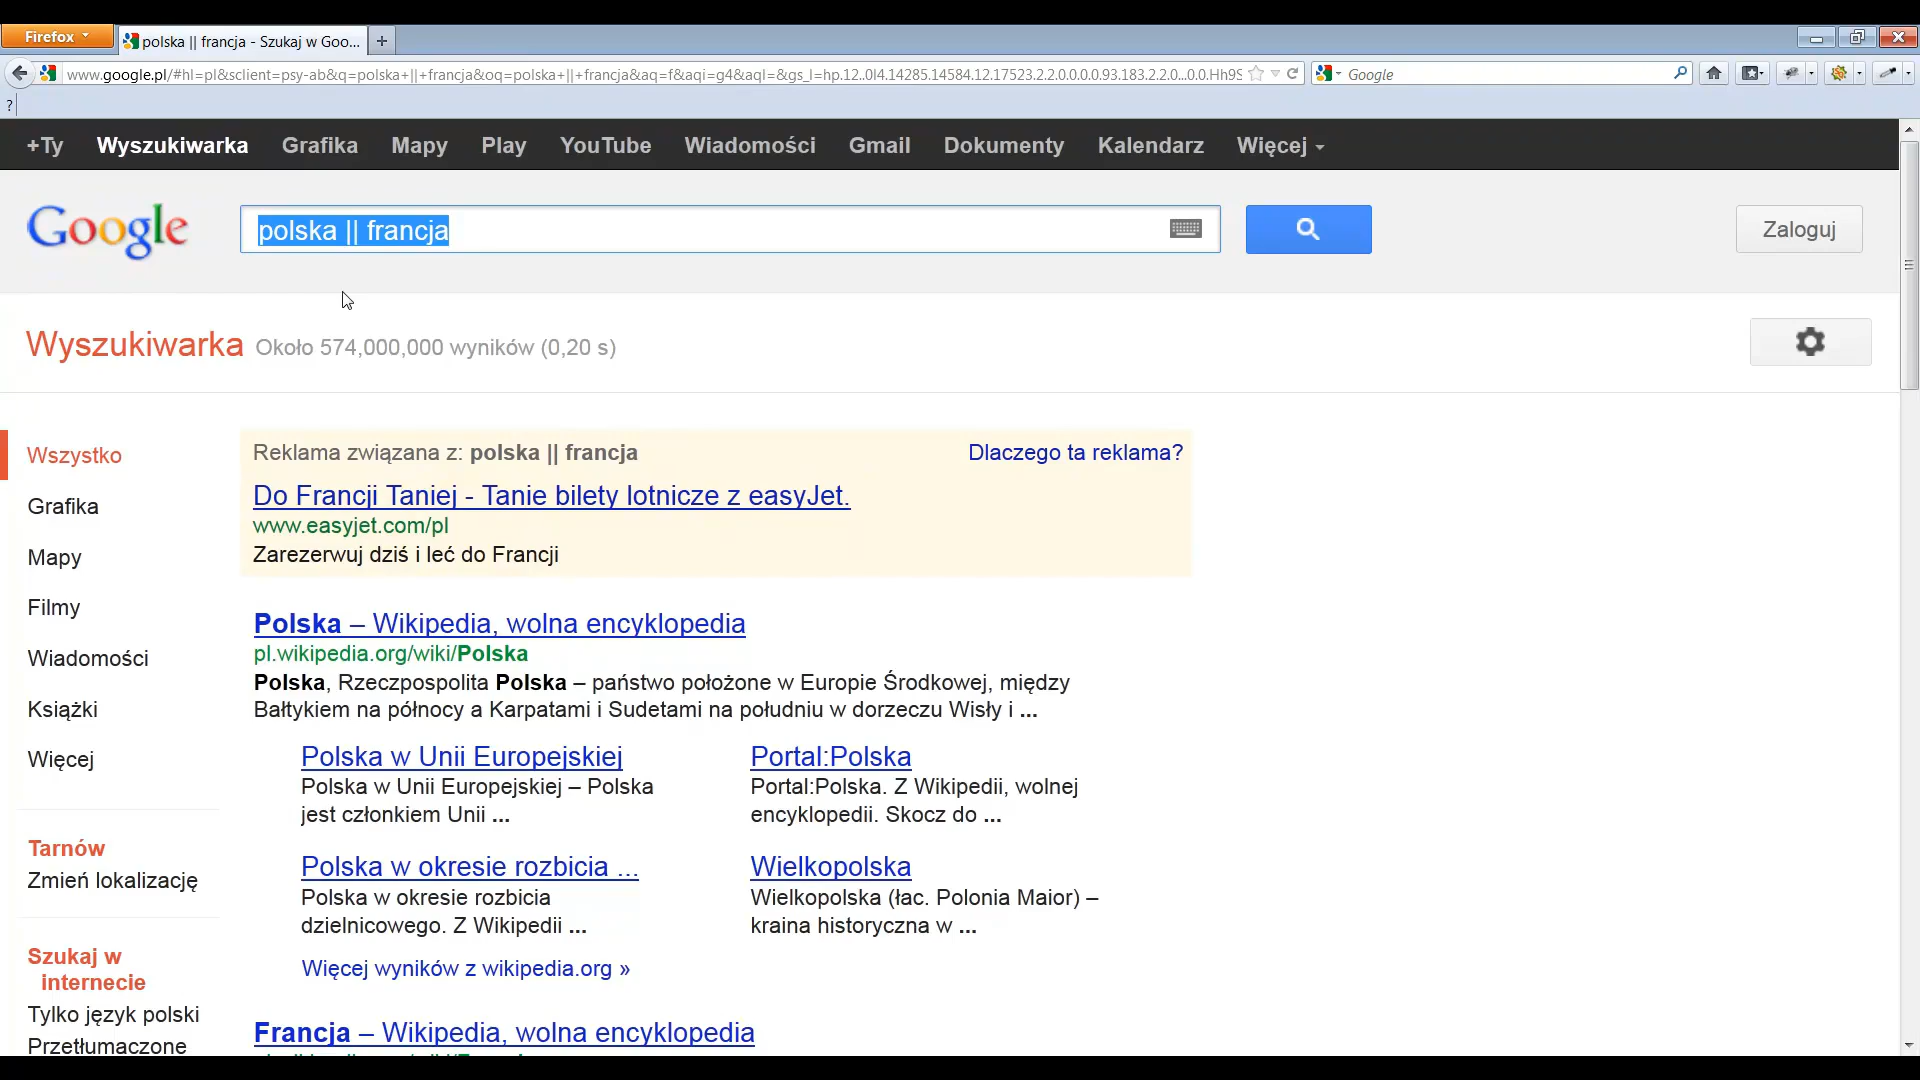 Firefox
polska || francja - Szukaj w Goo...
www.google.pl/#hl=pl&sclient=psy-ab&q=polska+||+francja&oq=polska+||+francja&aq=f&aqi=g4&aql=&gs_l=hp.12..0l4.14285.14584.12.17523.2.2.0.0.0.0.93.183.2.2.0...0.0.Hh9S
Google
?
+Ty Wyszukiwarka Grafika Mapy Play YouTube Wiadomości Gmail Dokumenty Kalendarz Więcej
Google
polska || francja
Zaloguj
Wyszukiwarka
Około 574,000,000 wyników (0,20 s)
Wszystko
Grafika
Mapy
Filmy
Wiadomości
Książki
Więcej
Tarnów
Zmień lokalizację
Szukaj w
internecie
Tylko język polski
Przetłumaczone
Reklama związana z: polska || francja
Dlaczego ta reklama?
Do Francji Taniej - Tanie bilety lotnicze z easyJet.
www.easyjet.com/pl
Zarezerwuj dziś i leć do Francji
Polska – Wikipedia, wolna encyklopedia
pl.wikipedia.org/wiki/Polska
Polska, Rzeczpospolita Polska – państwo położone w Europie Środkowej, między
Bałtykiem na północy a Karpatami i Sudetami na południu w dorzeczu Wisły i ...
Polska w Unii Europejskiej
Polska w Unii Europejskiej – Polska
jest członkiem Unii ...
Portal:Polska
Portal:Polska. Z Wikipedii, wolnej
encyklopedii. Skocz do ...
Polska w okresie rozbicia ...
Polska w okresie rozbicia
dzielnicowego. Z Wikipedii ...
Wielkopolska
Wielkopolska (łac. Polonia Maior) –
kraina historyczna w ...
Więcej wyników z wikipedia.org »
Francja – Wikipedia, wolna encyklopedia